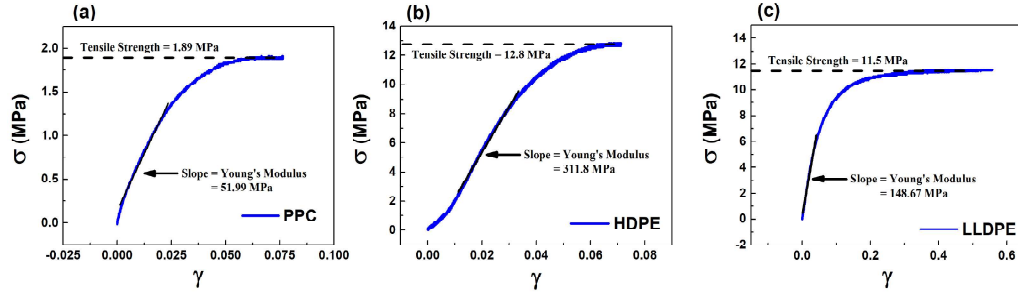 (a)
Tensile Strength = 1.89 MPa
2.0
1.5
1.0
0.5
0.0
σ (MPa)
Slope = Young's Modulus
= 51.99 MPa
PPC
-0.025 0.000 0.025 0.050 0.075 0.100
γ
(b)
Tensile Strength = 12.8 MPa
14
12
10
8
6
4
2
0
σ (MPa)
Slope = Young's Modulus
= 311.8 MPa
HDPE
0.00 0.02 0.04 0.06 0.08 0.10
γ
(c)
Tensile Strength = 11.5 MPa
16
14
12
10
8
6
4
2
0
-2
σ (MPa)
Slope = Young's Modulus
= 148.67 MPa
LLDPE
0.0 0.2 0.4 0.6
γ